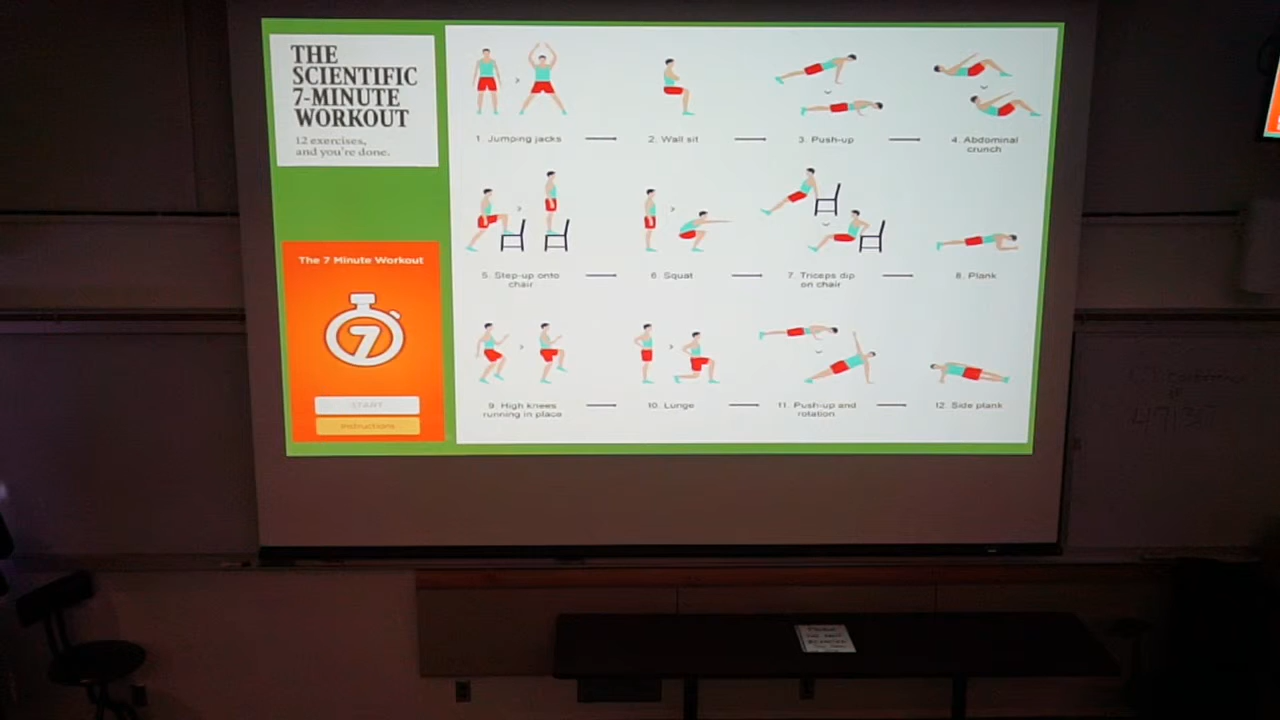 THE
SCIENTIFIC
7-MINUTE
WORKOUT
12 exercises,
and you're done.
The 7 Minute Workout
7
START
Instructions
1. Jumping jacks
2. Wall sit
3. Push-up
4. Abdominal
crunch
5. Step-up onto
chair
6. Squat
7. Triceps dip
on chair
8. Plank
9. High knees
running in place
10. Lunge
11. Push-up and
rotation
12. Side plank